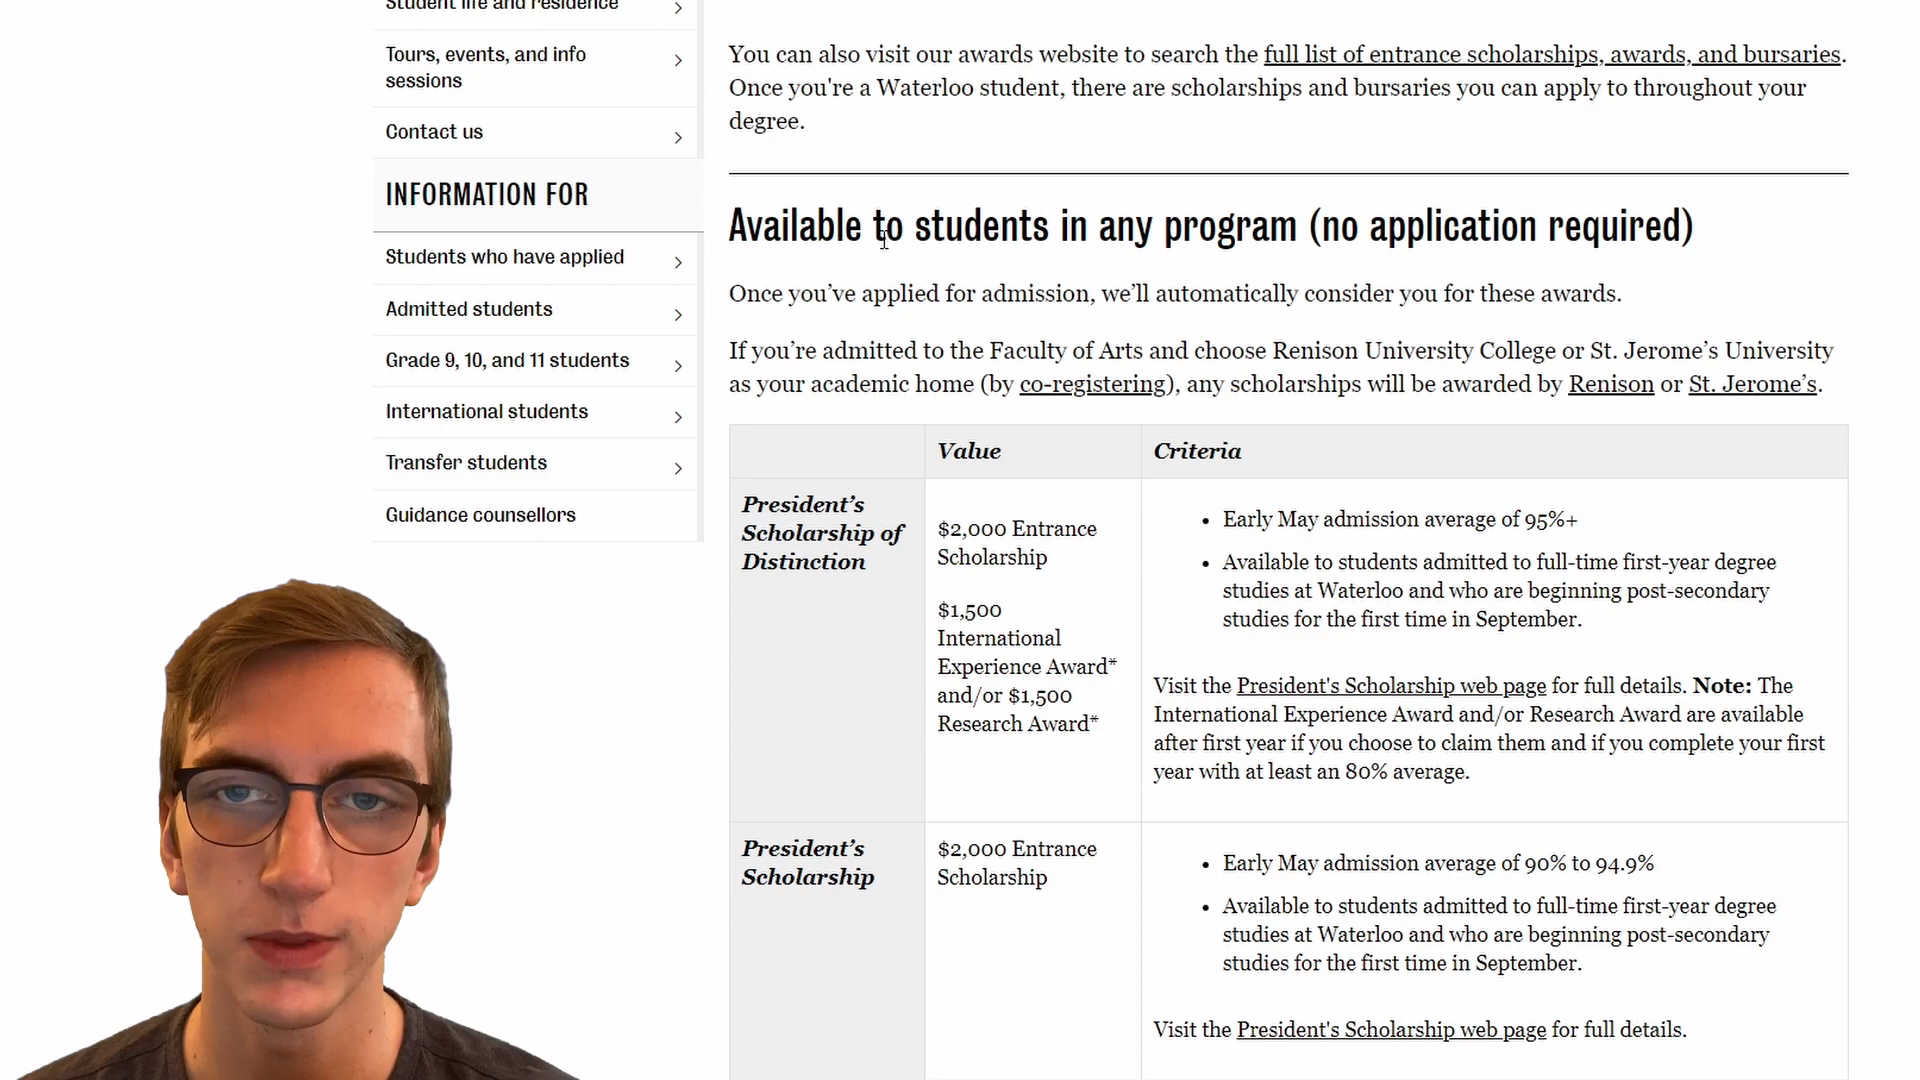 Student life and residence
Tours, events, and info
sessions
Contact us
INFORMATION FOR
Students who have applied
Admitted students
Grade 9, 10, and 11 students
International students
Transfer students
Guidance counsellors
You can also visit our awards website to search the full list of entrance scholarships, awards, and bursaries.
Once you're a Waterloo student, there are scholarships and bursaries you can apply to throughout your
degree.
Available to students in any program (no application required)
Once you’ve applied for admission, we’ll automatically consider you for these awards.
If you’re admitted to the Faculty of Arts and choose Renison University College or St. Jerome’s University
as your academic home (by co-registering), any scholarships will be awarded by Renison or St. Jerome’s.
Value
Criteria
President’s
Scholarship of
Distinction
$2,000 Entrance
Scholarship
$1,500
International
Experience Award*
and/or $1,500
Research Award*
• Early May admission average of 95%+
• Available to students admitted to full-time first-year degree
studies at Waterloo and who are beginning post-secondary
studies for the first time in September.
Visit the President's Scholarship web page for full details. Note: The
International Experience Award and/or Research Award are available
after first year if you choose to claim them and if you complete your first
year with at least an 80% average.
President’s
Scholarship
$2,000 Entrance
Scholarship
• Early May admission average of 90% to 94.9%
• Available to students admitted to full-time first-year degree
studies at Waterloo and who are beginning post-secondary
studies for the first time in September.
Visit the President's Scholarship web page for full details.